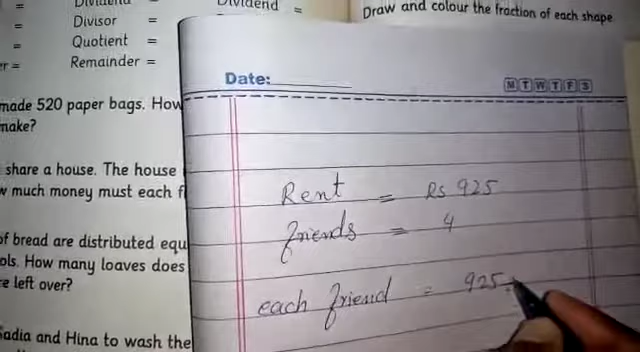 = Dividend = Dividend =
= Divisor =
= Quotient =
r = Remainder =
Draw and colour the fraction of each shape
made 520 paper bags. How
make?
share a house. The house
w much money must each f
of bread are distributed equ
ols. How many loaves does
re left over?
Sadia and Hina to wash the
Date:
M T W T F S
Rent = Rs 925
friends = 4
each friend = 925